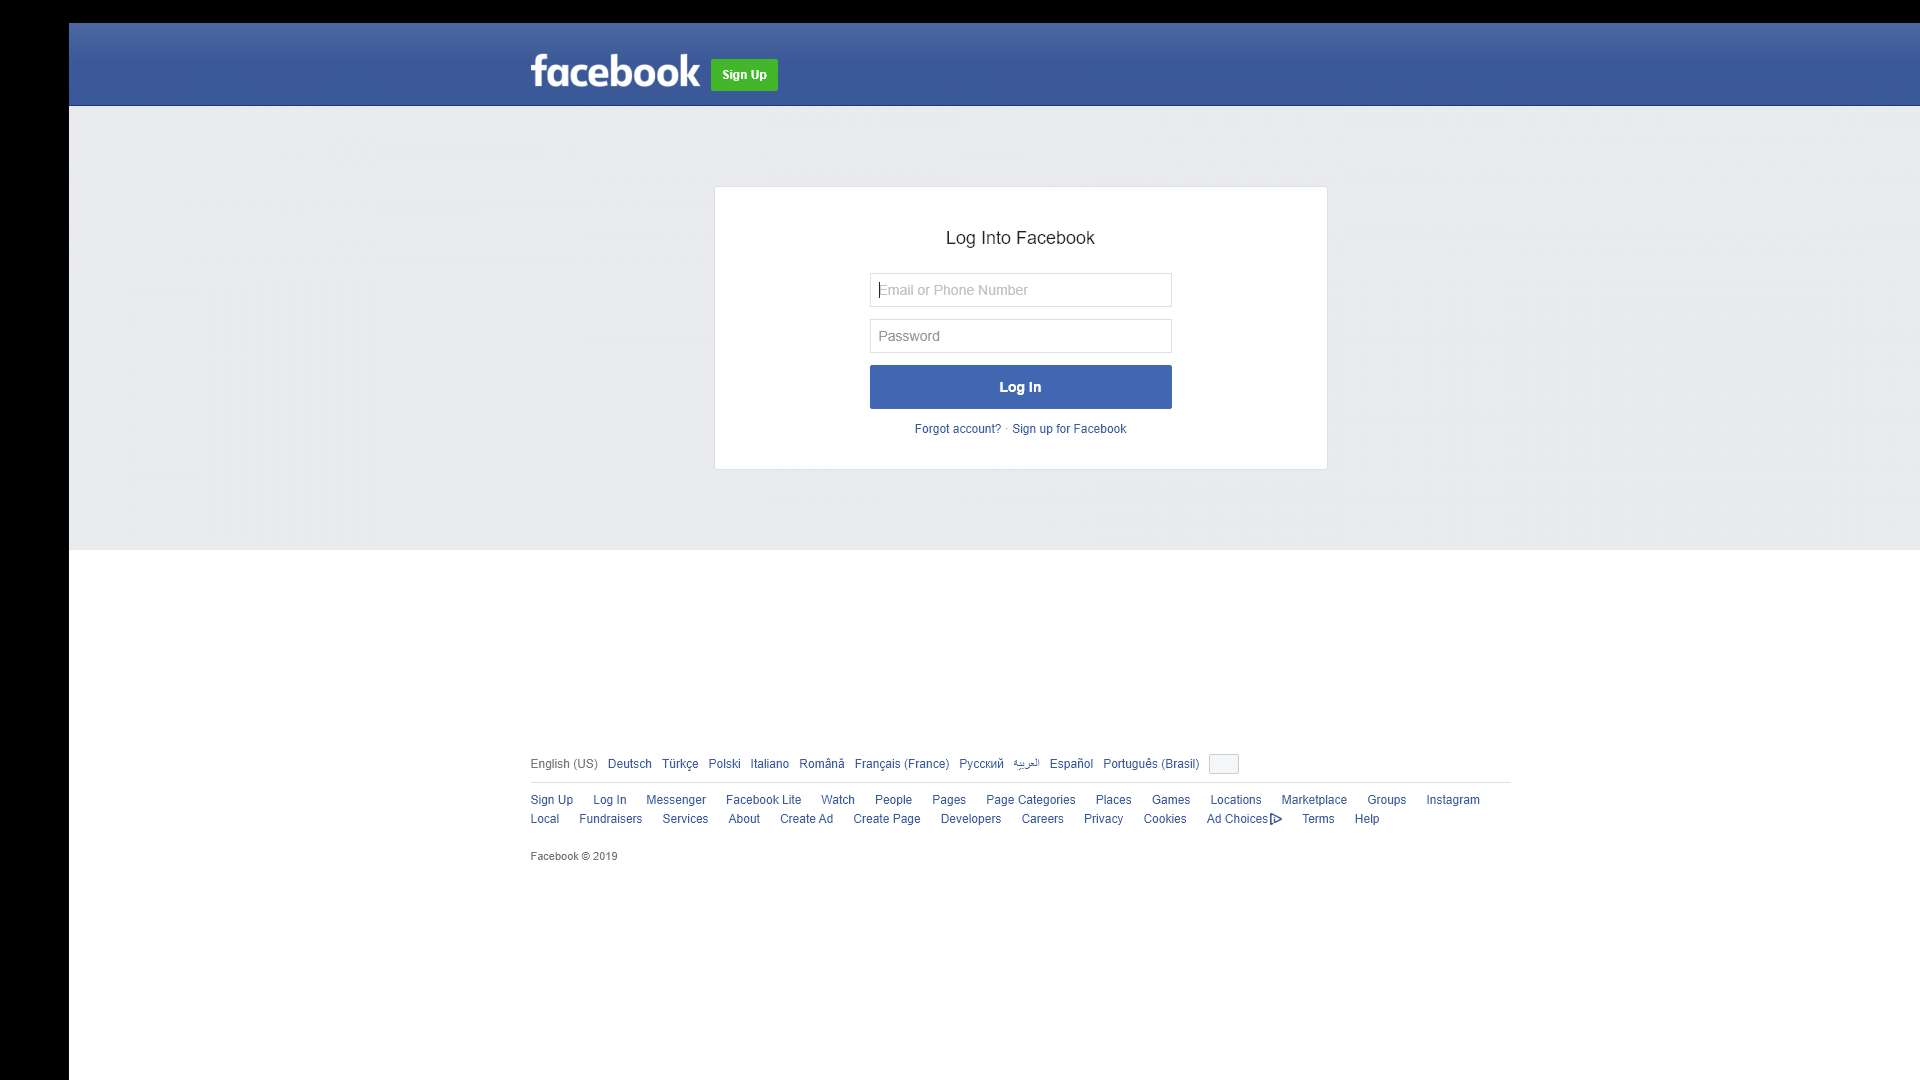 facebook Sign Up
Log Into Facebook
Email or Phone Number
Password
Log In
Forgot account? · Sign up for Facebook
English (US) Deutsch Türkçe Polski Italiano Română Français (France) Русский العربية Español Português (Brasil)
Sign Up Log In Messenger Facebook Lite Watch People Pages Page Categories Places Games Locations Marketplace Groups Instagram
Local Fundraisers Services About Create Ad Create Page Developers Careers Privacy Cookies Ad Choices Terms Help
Facebook © 2019